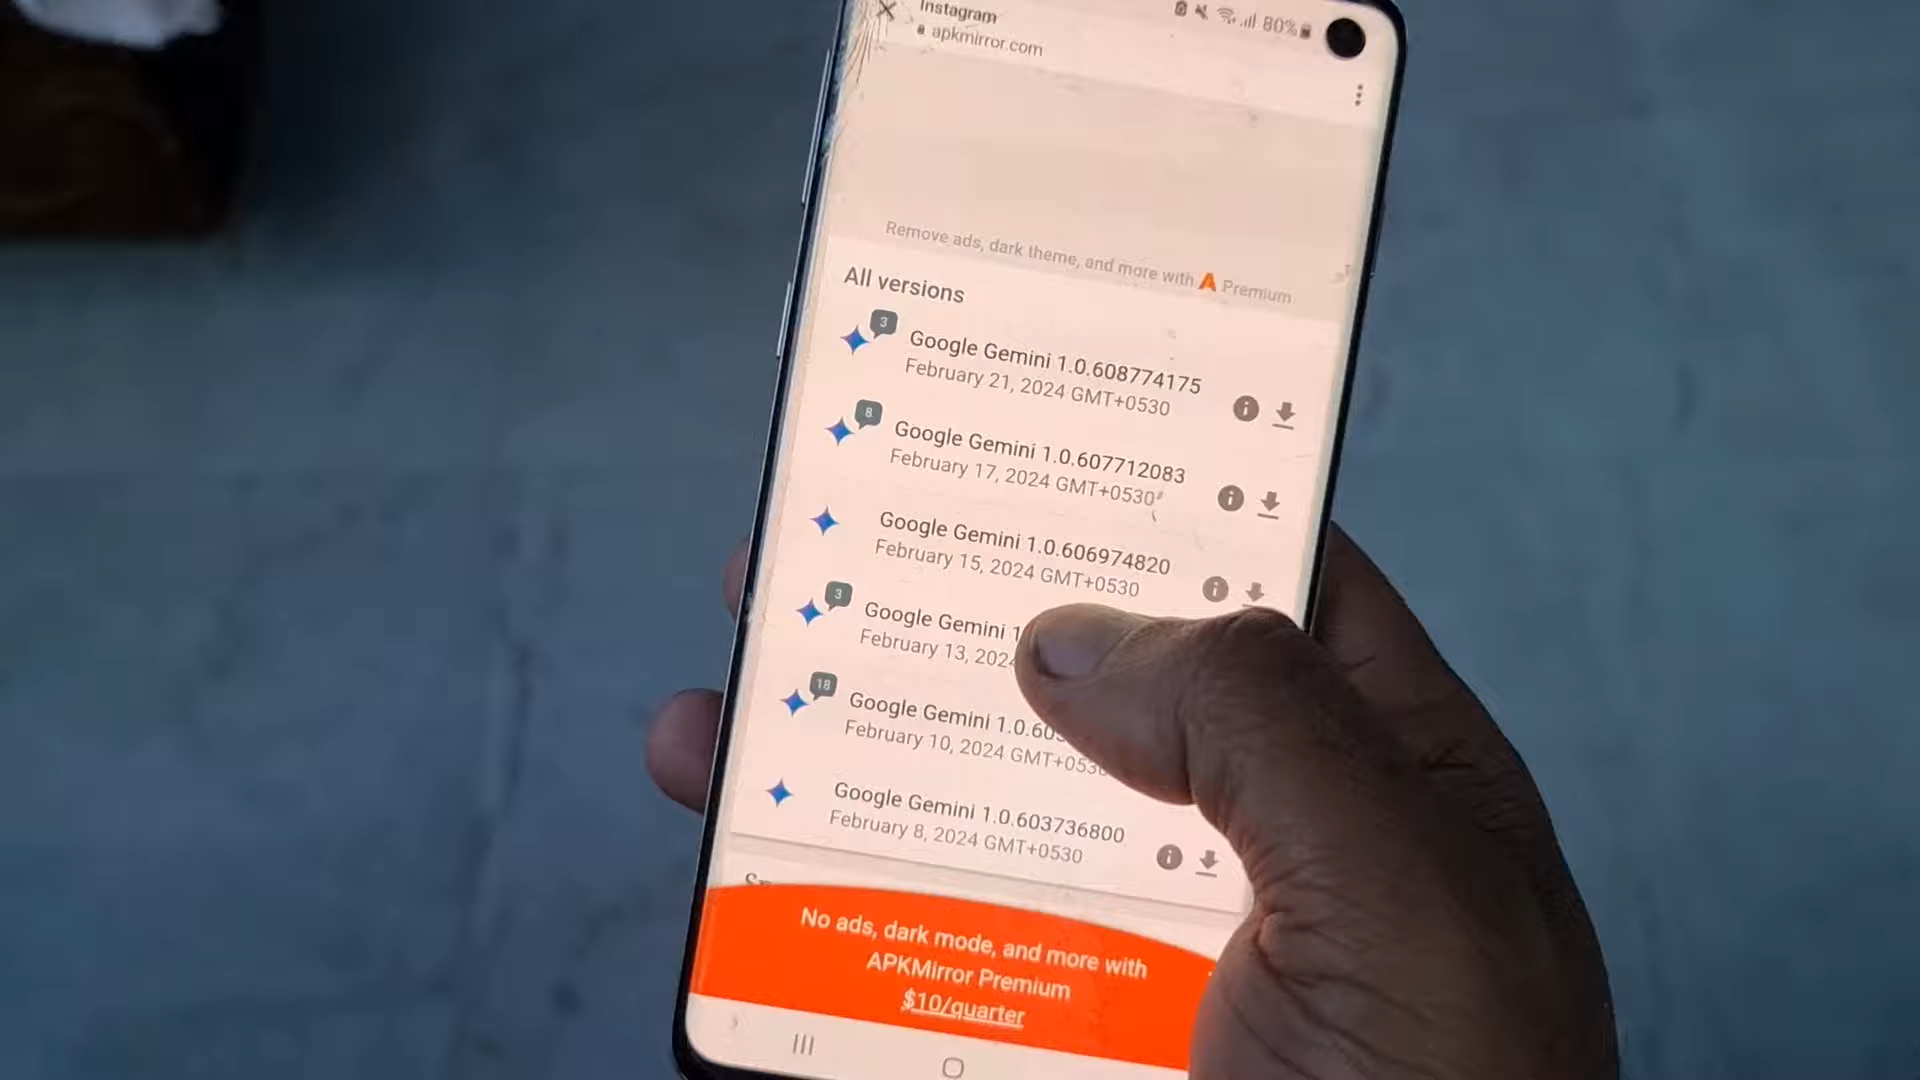 Instagram
80%
apkmirror.com
Remove ads, dark theme, and more with Premium
All versions
3
Google Gemini 1.0.608774175
February 21, 2024 GMT+0530
8
Google Gemini 1.0.607712083
February 17, 2024 GMT+0530
Google Gemini 1.0.606974820
February 15, 2024 GMT+0530
3
Google Gemini 1
February 13, 2024
18
Google Gemini 1.0.60
February 10, 2024 GMT+0530
Google Gemini 1.0.603736800
February 8, 2024 GMT+0530
No ads, dark mode, and more with
APKMirror Premium
$10/quarter